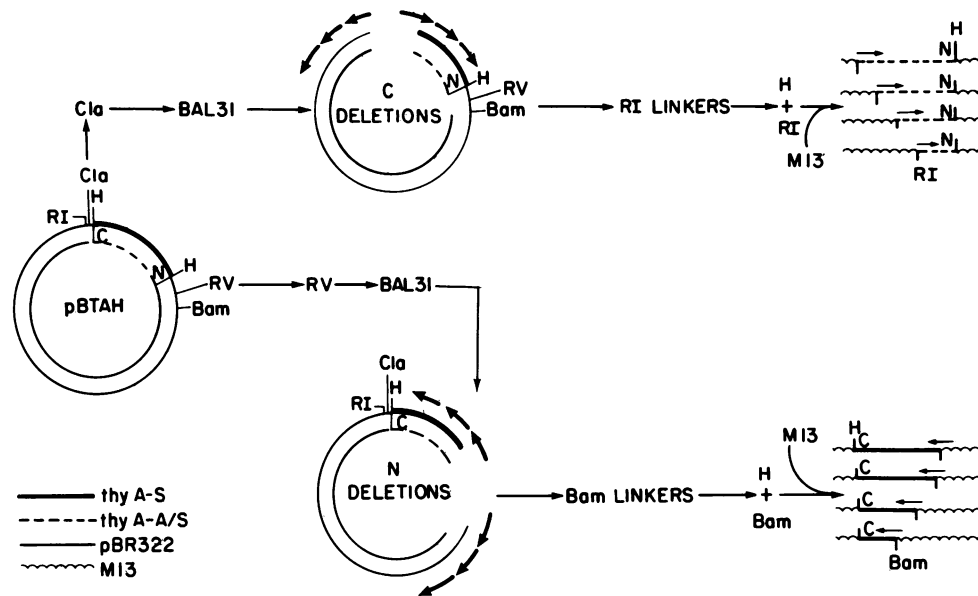 H
N
N
N
N
RI
C
DELETIONS
N
H
RV
Bam
Cla
BAL31
RI LINKERS
H
+
RI
M13
Cla
H
RI
C
N
H
RV
RV
BAL31
Bam
pBTAH
Cla
H
RI
C
N
DELETIONS
Bam LINKERS
H
+
Bam
M13
H
C
C
C
C
Bam
thy A-S
thy A-A/S
pBR322
M13